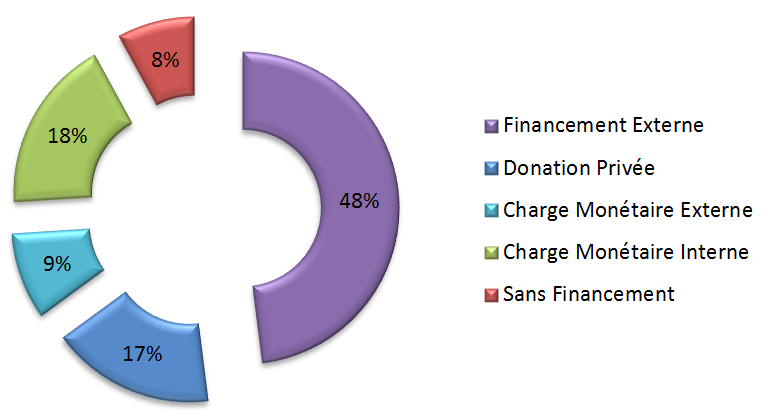 8%
18%
48%
9%
17%
Financement Externe
Donation Privée
Charge Monétaire Externe
Charge Monétaire Interne
Sans Financement